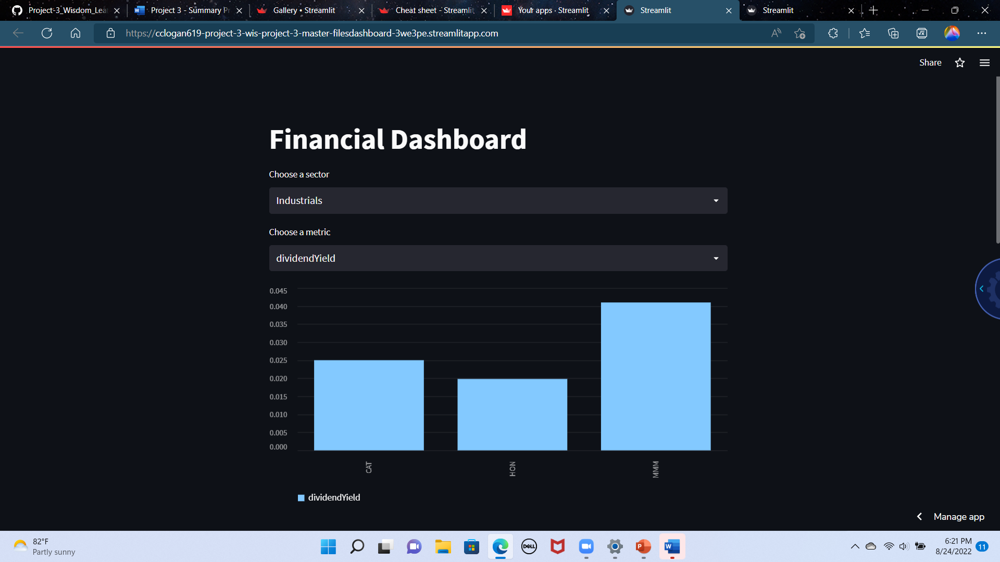 Project-3_Wisdom_Lea
Project 3 - Summary Pr
Gallery • Streamlit
Cheat sheet - Streamlit
Your apps · Streamlit
Streamlit
Streamlit
https://cclogan619-project-3-wis-project-3-master-filesdashboard-3we3pe.streamlitapp.com
Share
Financial Dashboard
Choose a sector
Industrials
Choose a metric
dividendYield
0.045
0.040
0.035
0.030
0.025
0.020
0.015
0.010
0.005
0.000
CAT
HON
MMM
dividendYield
Manage app
82°F
Partly sunny
DELL
6:21 PM
8/24/2022
11